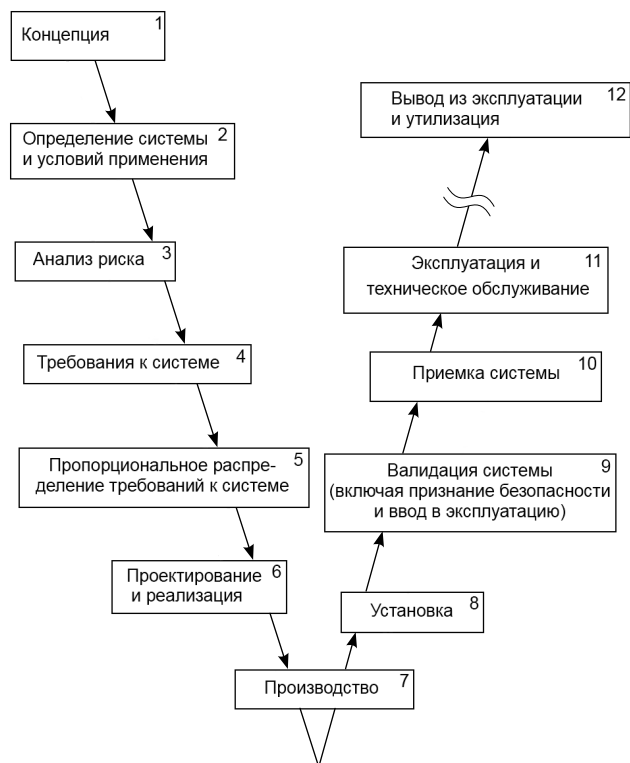 Концепция 1
Определение системы 2
и условий применения
Анализ риска 3
Требования к системе 4
Пропорциональное распре- 5
деление требований к системе
Проектирование 6
и реализация
Производство 7
Установка 8
Валидация системы 9
(включая признание безопасности
и ввод в эксплуатацию)
Приемка системы 10
Эксплуатация и 11
техническое обслуживание
Вывод из эксплуатации 12
и утилизация